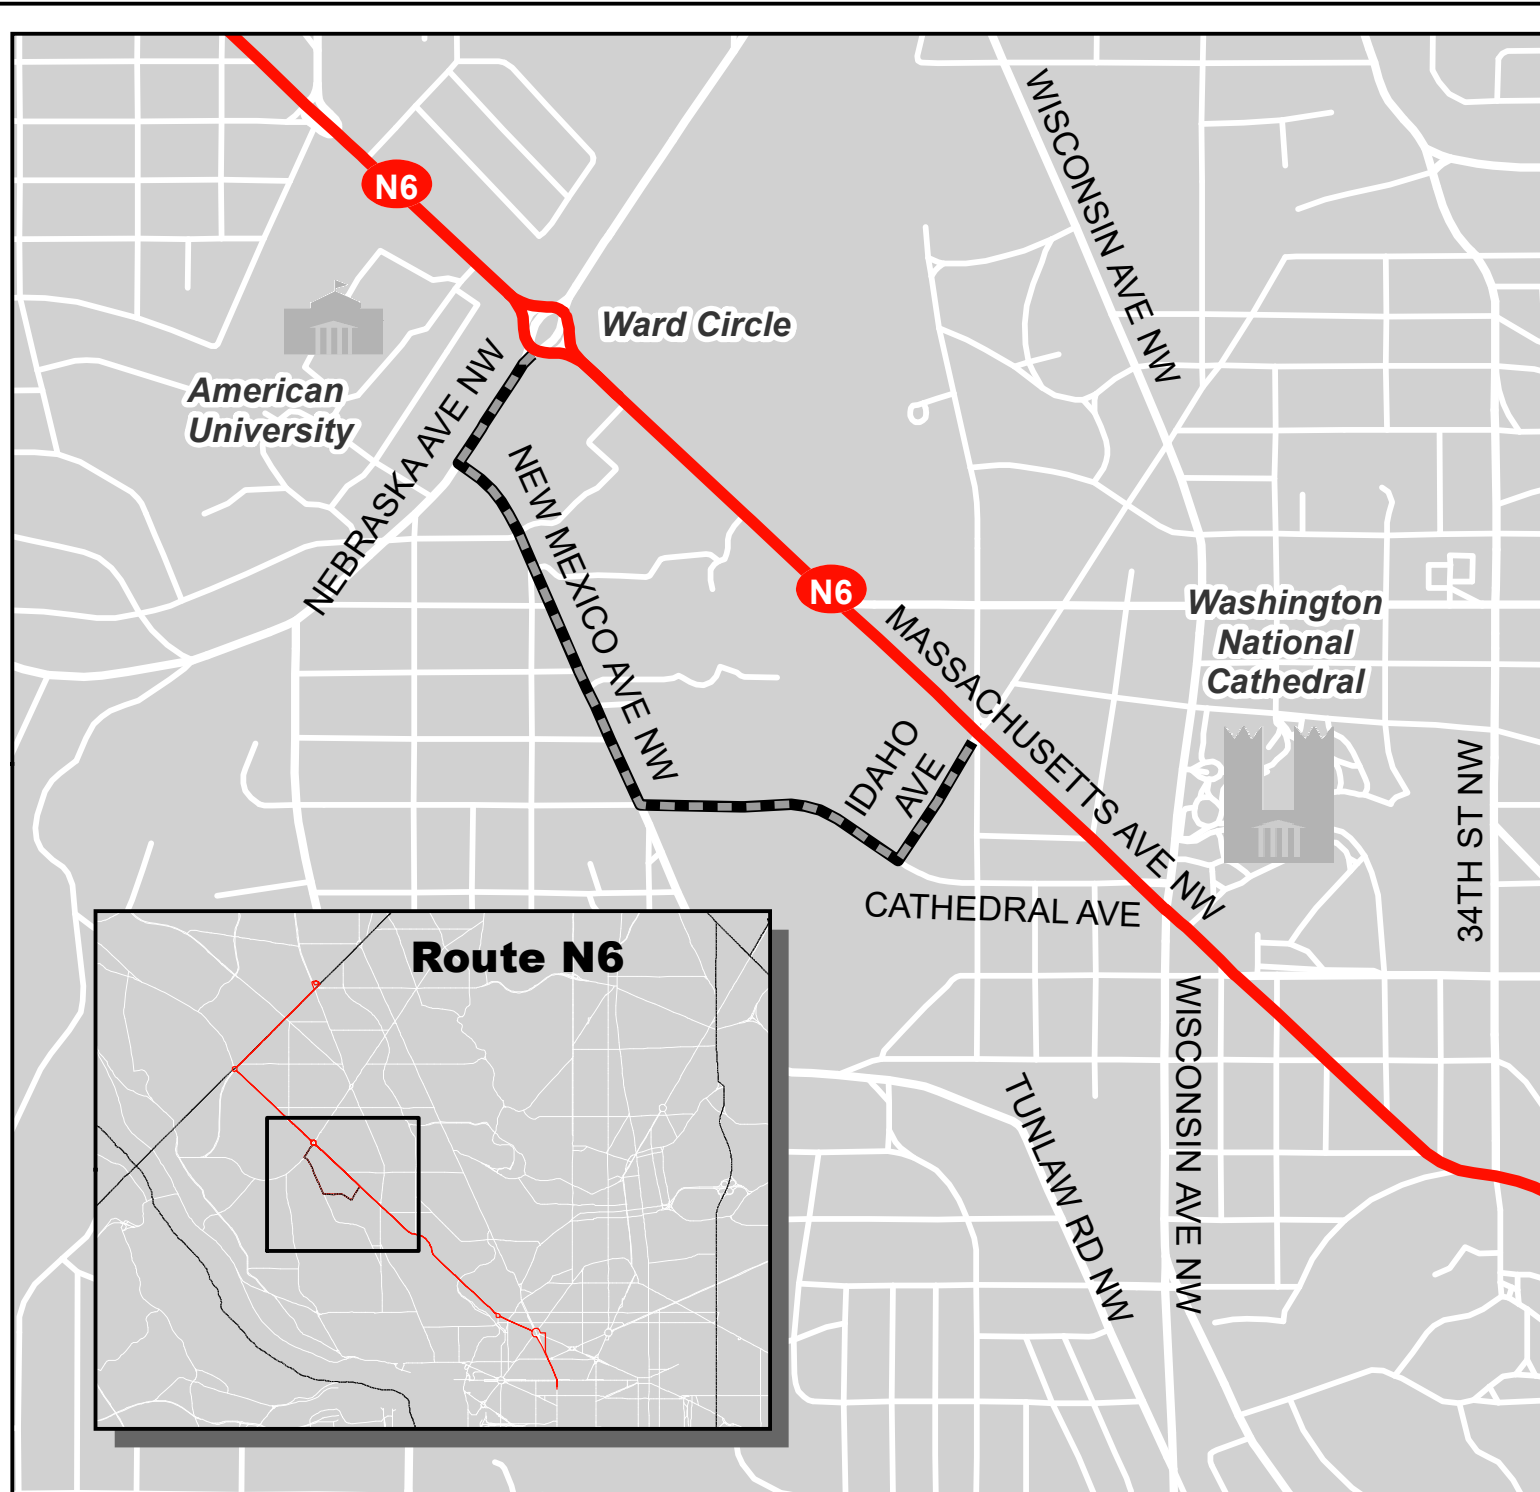 WISCONSIN AVE NW
N6
Ward Circle
American
University
NEBRASKA AVE NW
NEW MEXICO AVE NW
N6
MASSACHUSETTS AVE NW
Washington
National
Cathedral
IDAHO
AVE
34TH ST NW
CATHEDRAL AVE
Route N6
WISCONSIN AVE NW
TUNLAW RD NW